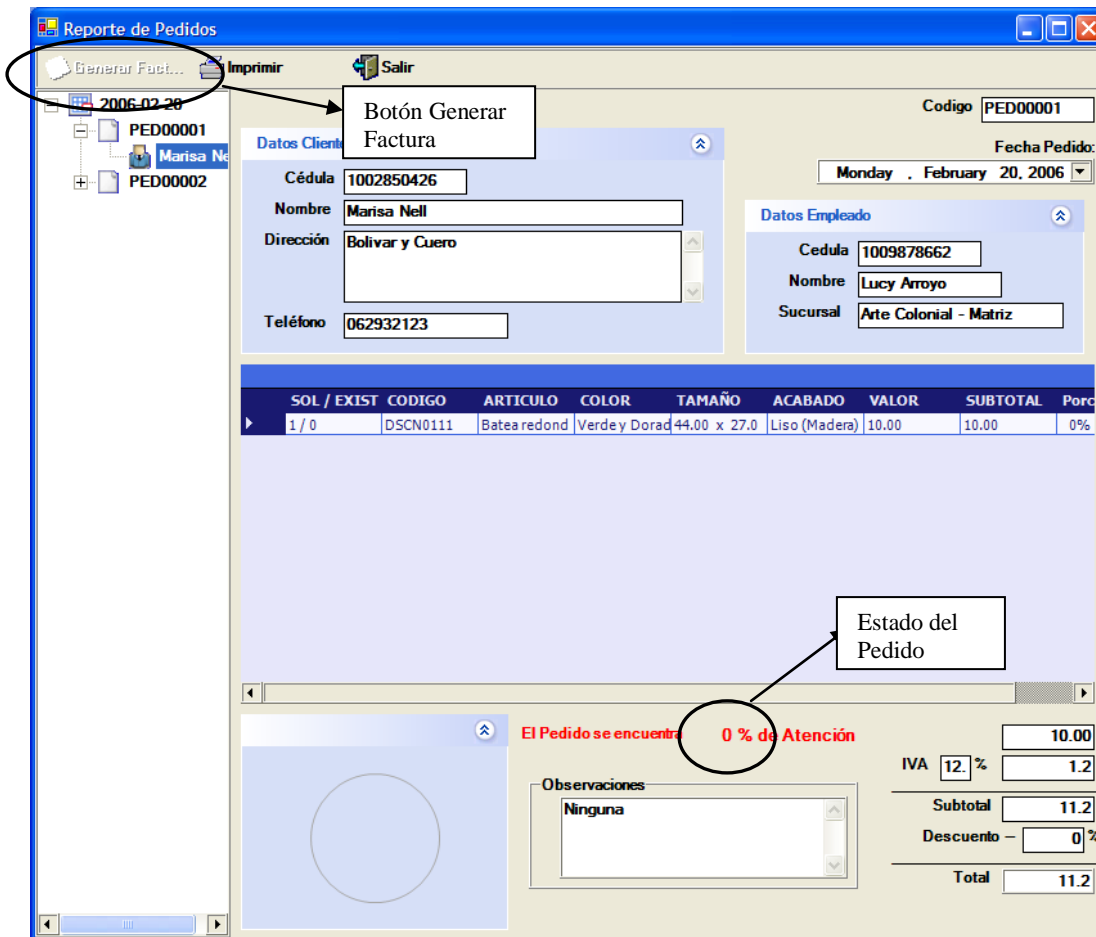 Reporte de Pedidos
Generar Fact... Imprimir Salir
Botón Generar
Factura
2006-02-20
PED00001
Marisa Ne
PED00002
Codigo PED00001
Fecha Pedido:
Monday , February 20, 2006
Datos Cliente
Cédula 1002850426
Nombre Marisa Nell
Dirección Bolivar y Cuero
Teléfono 062932123
Datos Empleado
Cedula 1009878662
Nombre Lucy Arroyo
Sucursal Arte Colonial - Matriz
SOL / EXIST CODIGO ARTICULO COLOR TAMAÑO ACABADO VALOR SUBTOTAL Porc
1 / 0 DSCN0111 Batea redond Verde y Dorad 44.00 x 27.0 Liso (Madera) 10.00 10.00 0%
Estado del
Pedido
El Pedido se encuentra 0 % de Atención
10.00
IVA 12. % 1.2
Observaciones
Ninguna
Subtotal 11.2
Descuento – 0 %
Total 11.2